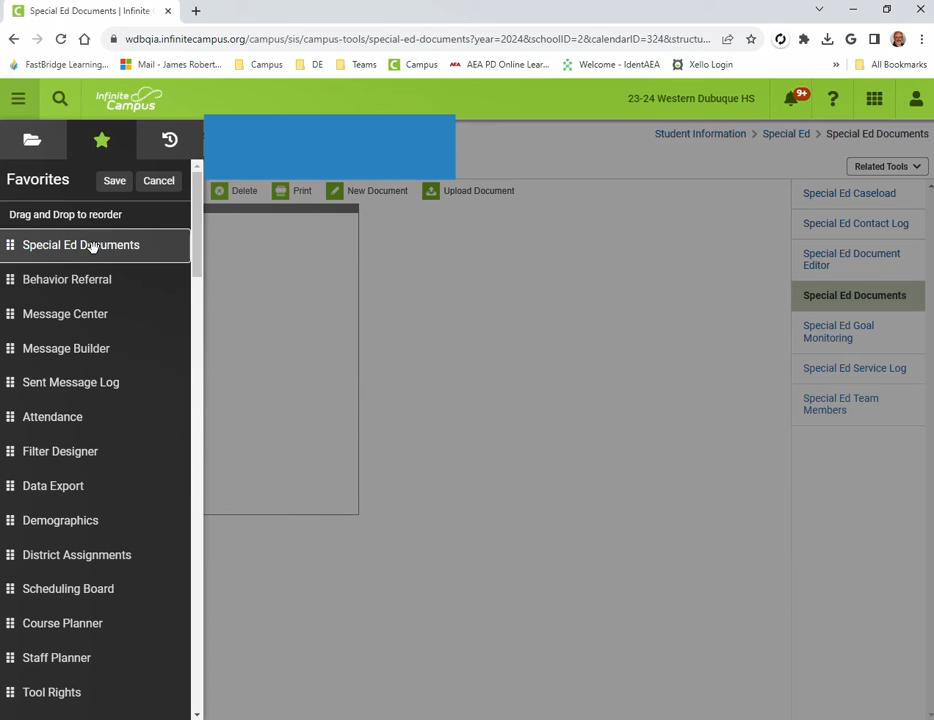 Special Ed Documents | Infinite C
wdbqia.infinitecampus.org/campus/sis/campus-tools/special-ed-documents?year=2024&schoolID=2&calendarID=324&structu...
FastBridge Learning... Mail - James Robert... Campus DE Teams Campus AEA PD Online Lear... Welcome - IdentAEA Xello Login » All Bookmarks
Infinite Campus 23-24 Western Dubuque HS 9+
Student Information > Special Ed > Special Ed Documents
Related Tools
Favorites Save Cancel
Drag and Drop to reorder
Special Ed Documents
Behavior Referral
Message Center
Message Builder
Sent Message Log
Attendance
Filter Designer
Data Export
Demographics
District Assignments
Scheduling Board
Course Planner
Staff Planner
Tool Rights
Delete Print New Document Upload Document
Special Ed Caseload
Special Ed Contact Log
Special Ed Document
Editor
Special Ed Documents
Special Ed Goal
Monitoring
Special Ed Service Log
Special Ed Team
Members